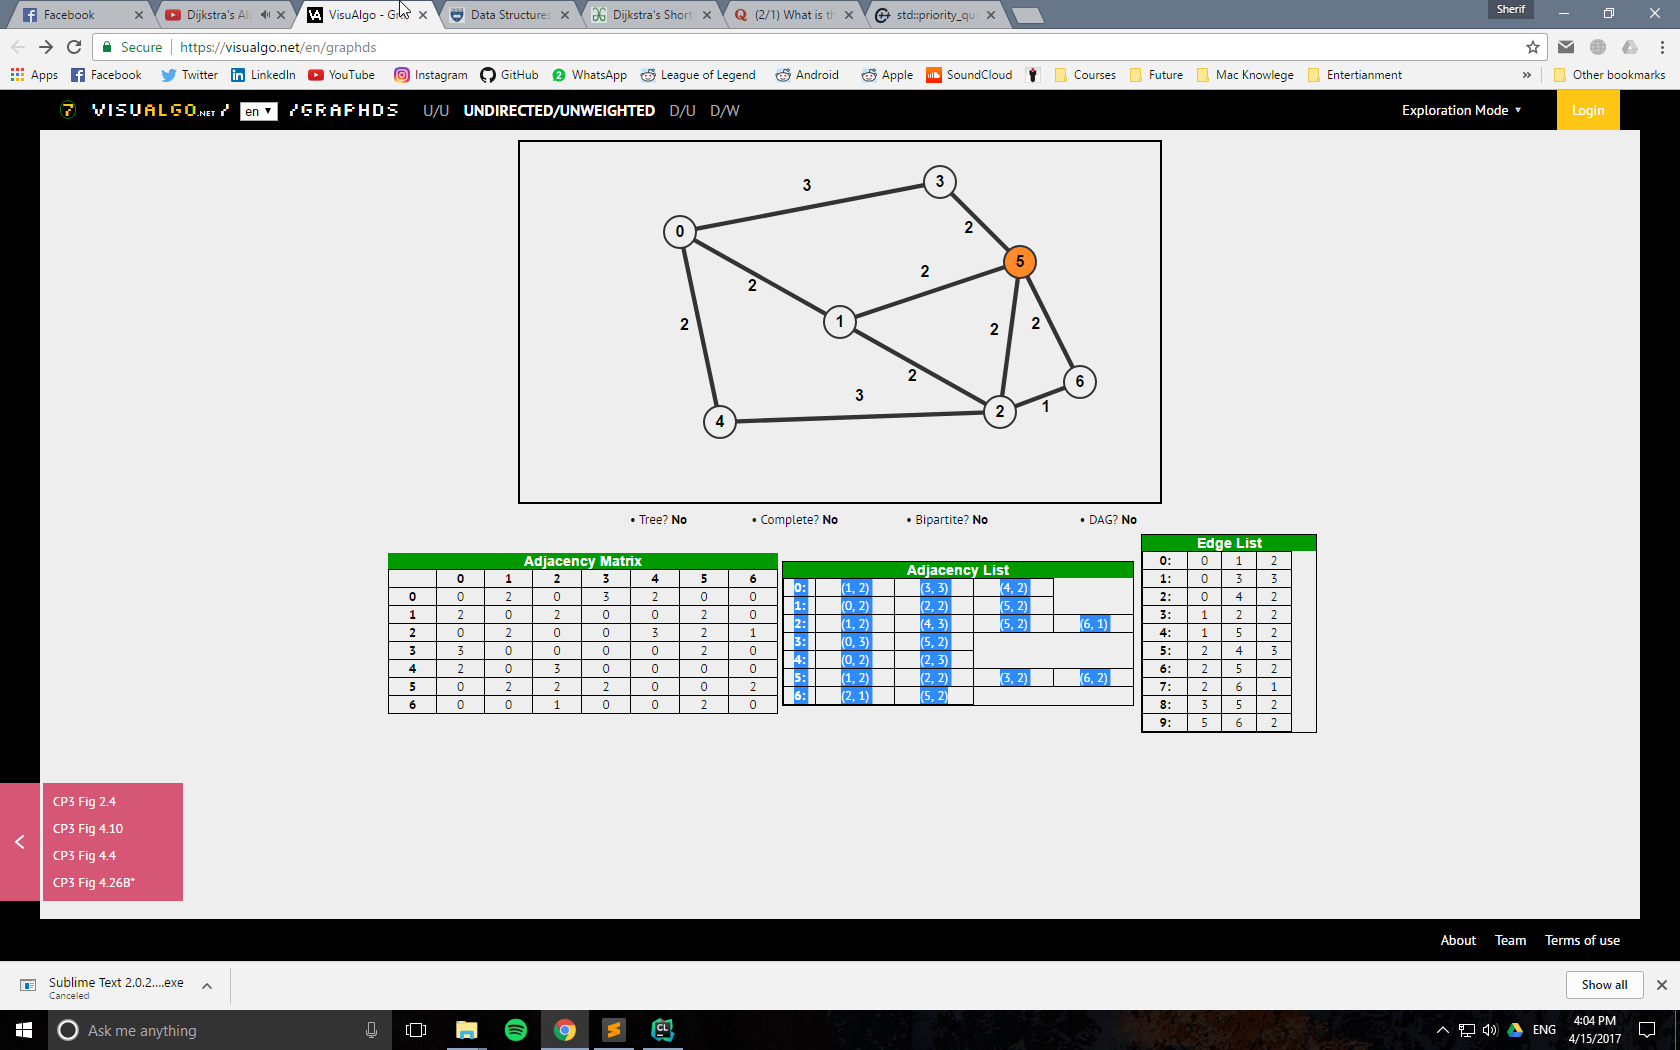 Sherif
Facebook
Dijkstra's Al
VisuAlgo - Gra
Data Structures
Dijkstra's Short
(2/1) What is th
std::priority_qu
Secure
https://visualgo.net/en/graphds
Apps
Facebook
Twitter
LinkedIn
YouTube
Instagram
GitHub
WhatsApp
League of Legend
Android
Apple
SoundCloud
Courses
Future
Mac Knowlege
Entertianment
»
Other bookmarks
VISUALGO.NET/
en
/GRAPHDS
U/U
UNDIRECTED/UNWEIGHTED
D/U
D/W
Exploration Mode ▼
Login
3
3
0
2
2
5
2
2
1
2
2
2
2
6
3
1
2
4
• Tree? No
• Complete? No
• Bipartite? No
• DAG? No
Adjacency Matrix
0 1 2 3 4 5 6
0 0 2 0 3 2 0 0
1 2 0 2 0 0 2 0
2 0 2 0 0 3 2 1
3 3 0 0 0 0 2 0
4 2 0 3 0 0 0 0
5 0 2 2 2 0 0 2
6 0 0 1 0 0 2 0
Adjacency List
0: (1, 2) (3, 3) (4, 2)
1: (0, 2) (2, 2) (5, 2)
2: (1, 2) (4, 3) (5, 2) (6, 1)
3: (0, 3) (5, 2)
4: (0, 2) (2, 3)
5: (1, 2) (2, 2) (3, 2) (6, 2)
6: (2, 1) (5, 2)
Edge List
0: 0 1 2
1: 0 3 3
2: 0 4 2
3: 1 2 2
4: 1 5 2
5: 2 4 3
6: 2 5 2
7: 2 6 1
8: 3 5 2
9: 5 6 2
CP3 Fig 2.4
CP3 Fig 4.10
CP3 Fig 4.4
CP3 Fig 4.26B*
About
Team
Terms of use
Sublime Text 2.0.2....exe
Canceled
Show all
Ask me anything
ENG
4:04 PM
4/15/2017